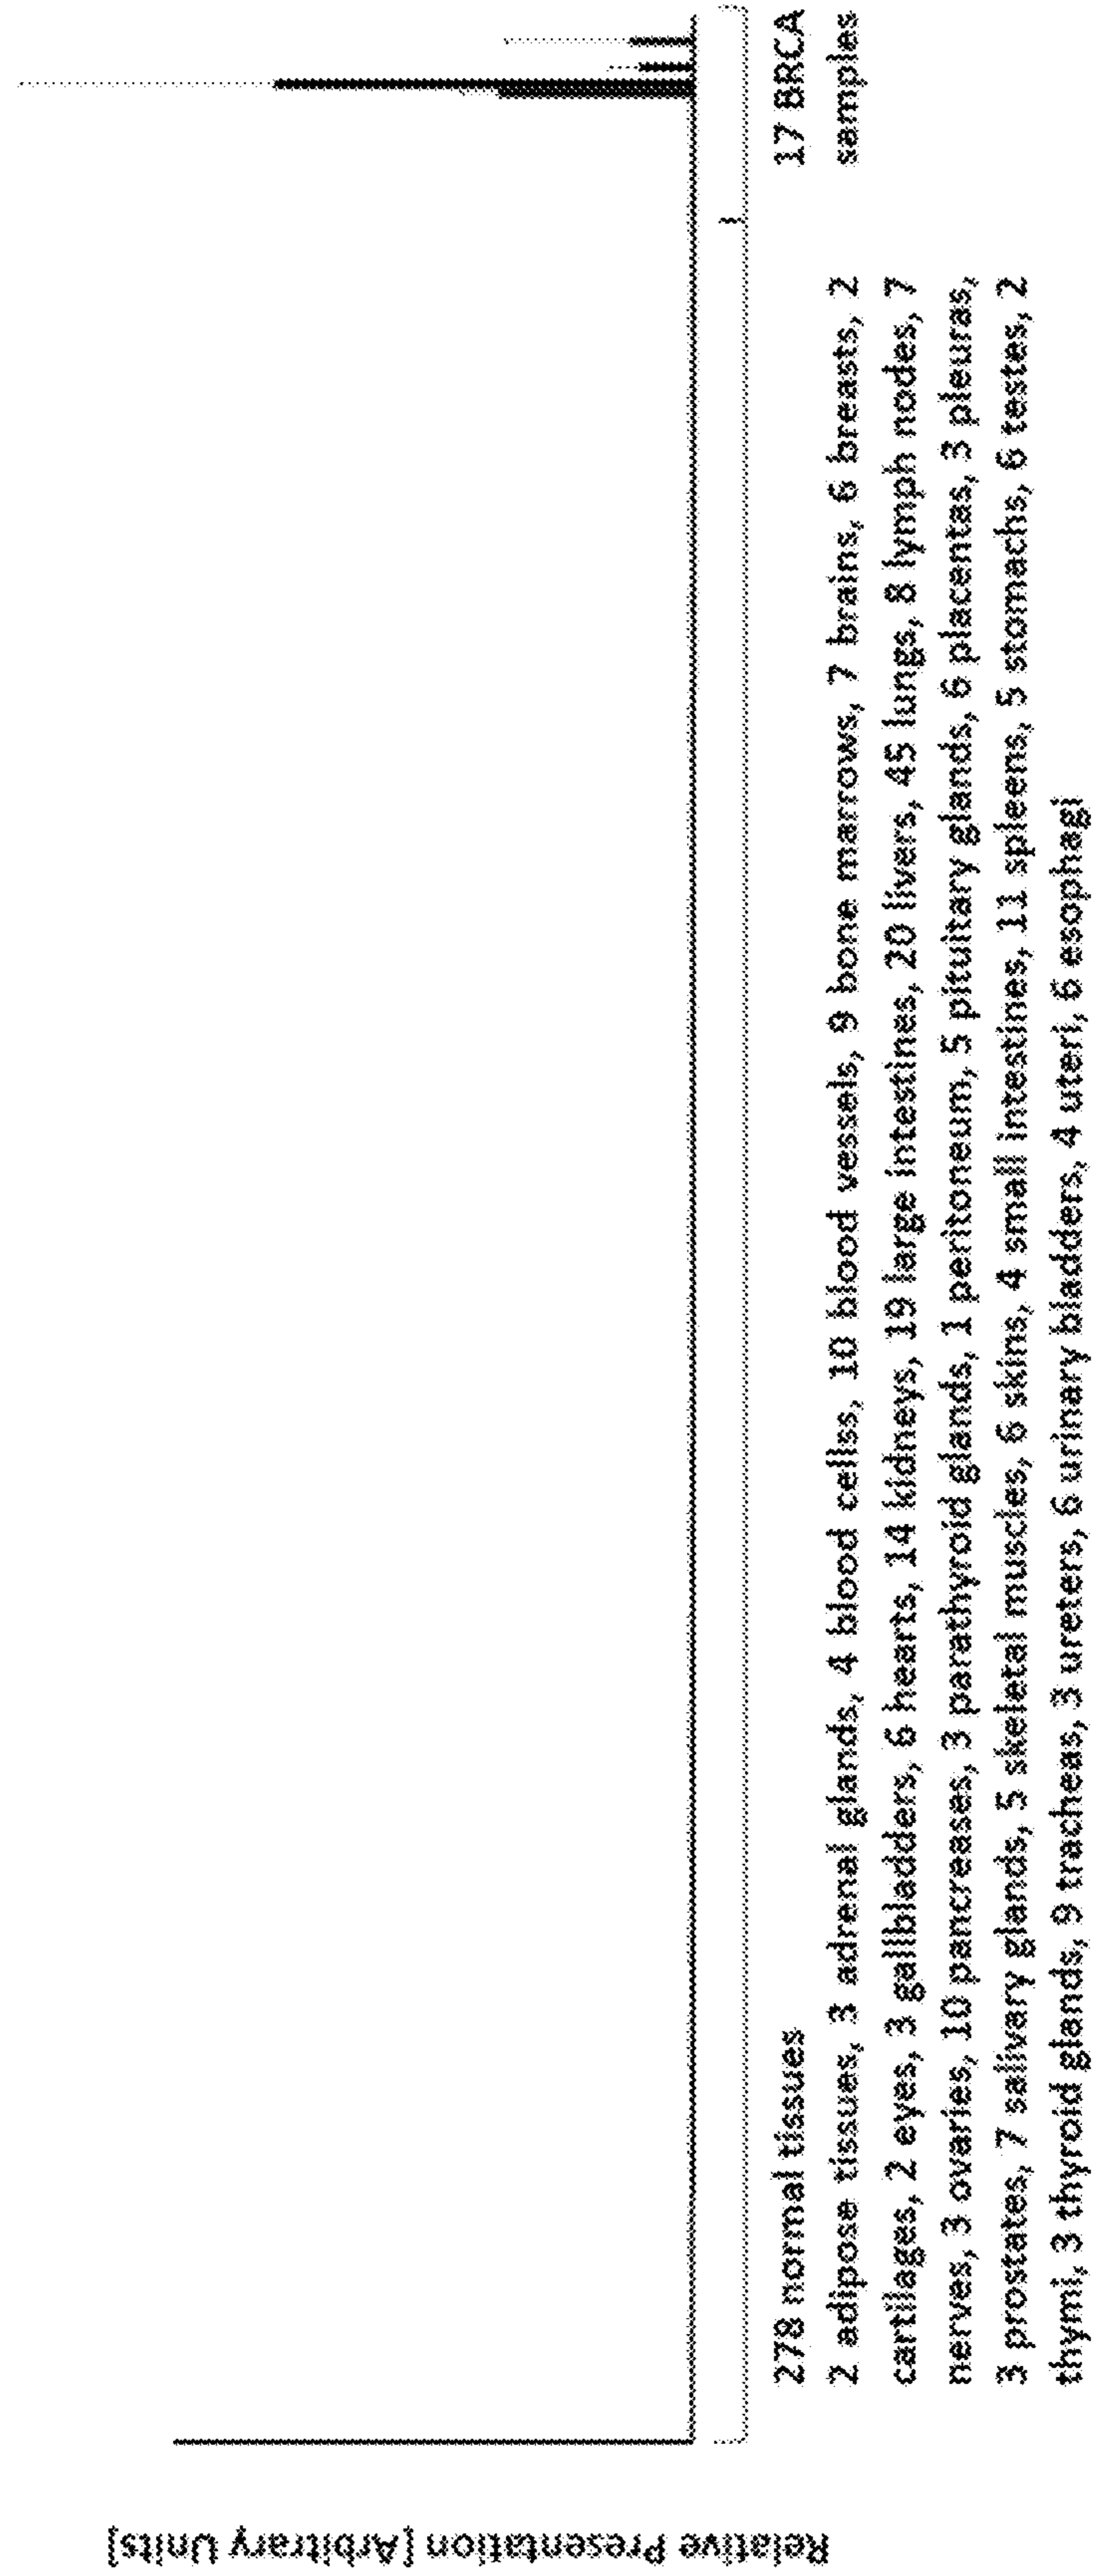 Relative Presentation [Arbitrary Units]
278 normal tissues
2 adipose tissues, 3 adrenal glands, 4 blood cellss, 10 blood vessels, 9 bone marrows, 7 brains, 6 breasts, 2
cartilages, 2 eyes, 3 gallbladders, 6 hearts, 14 kidneys, 19 large intestines, 20 livers, 45 lungs, 8 lymph nodes, 7
nerves, 3 ovaries, 10 pancreases, 3 parathyroid glands, 1 peritoneum, 5 pituitary glands, 6 placentas, 3 pleuras,
3 prostates, 7 salivary glands, 5 skeletal muscles, 6 skins, 4 small intestines, 11 spleens, 5 stomachs, 6 testes, 2
thymi, 3 thyroid glands, 9 tracheas, 3 ureters, 6 urinary bladders, 4 uteri, 6 esophagi
17 BRCA
samples